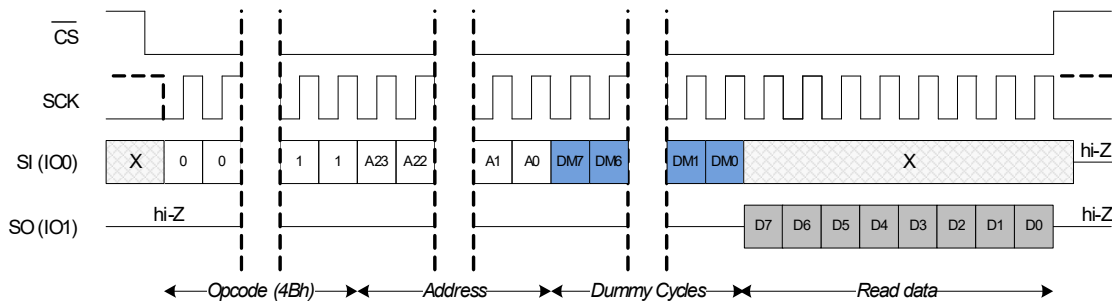 CS
SCK
SI (IO0) X 0 0 1 1 A23 A22 A1 A0 DM7 DM6 DM1 DM0 X hi-Z
hi-Z
SO (IO1) D7 D6 D5 D4 D3 D2 D1 D0 hi-Z
Opcode (4Bh) Address Dummy Cycles Read data